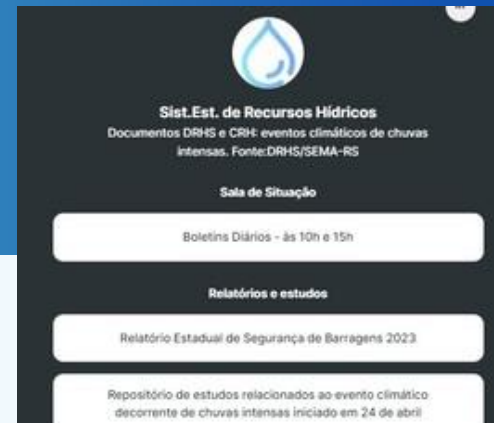 Sist.Est. de Recursos Hídricos
Documentos DRHS e CRH: eventos climáticos de chuvas
intensas. Fonte:DRHS/SEMA-RS
Sala de Situação
Boletins Diários - às 10h e 15h
Relatórios e estudos
Relatório Estadual de Segurança de Barragens 2023
Repositório de estudos relacionados ao evento climático
decorrente de chuvas intensas iniciado em 24 de abril